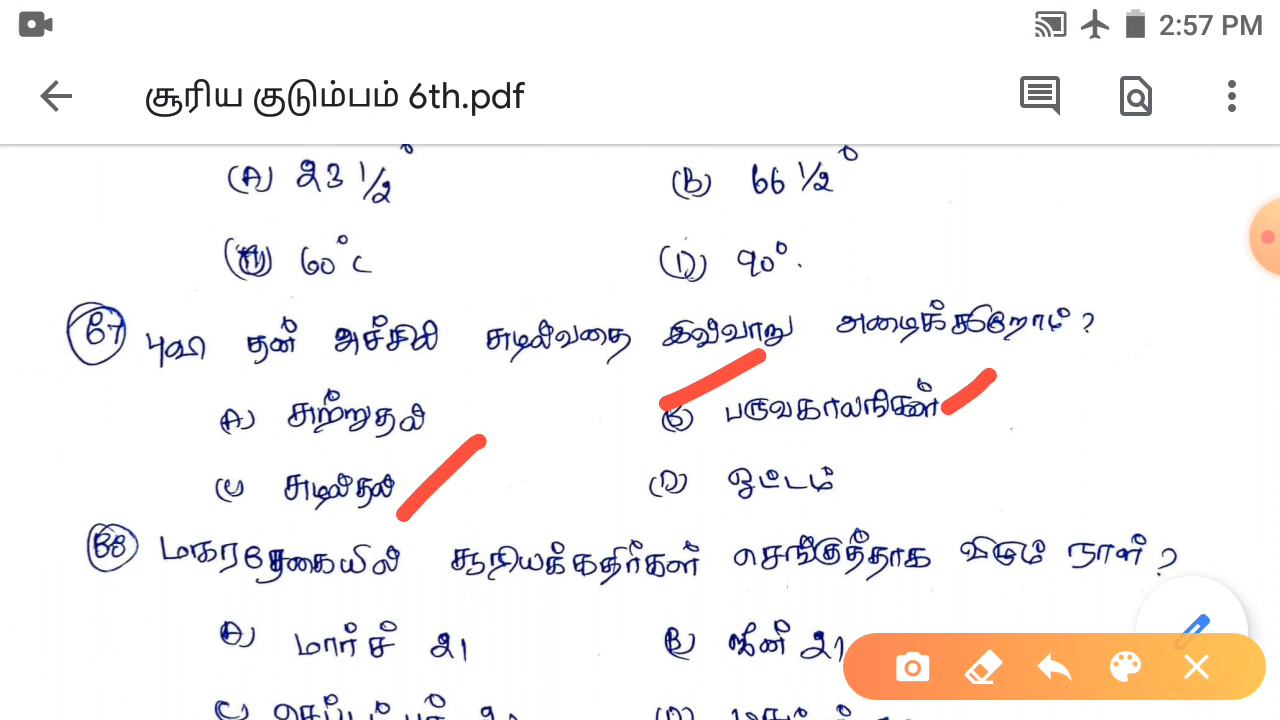 2:57 PM
சூரிய குடும்பம் 6th.pdf
(A) 23 1/2° (B) 66 1/2°
60°C (D) 90°.
67 புவி தன் அச்சில் சுழல்வதை இவ்வாறு அழைக்கிறோம்?
A) சுற்றுதல் B) பருவகாலங்கள்
C) சுழல்தல் (D) ஓட்டம்
68 மகரரேகையில் சூரியக்கதிர்கள் செங்குத்தாக விழும் நாள்?
A) மார்ச் 21 B) ஜீன் 21